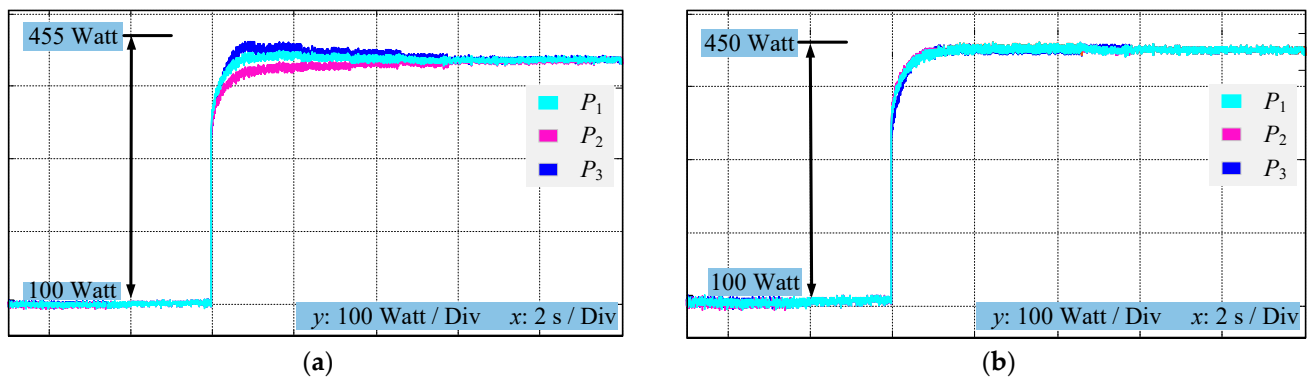 455 Watt
P1
P2
P3
100 Watt
y: 100 Watt / Div x: 2 s / Div
(a)
450 Watt
P1
P2
P3
100 Watt
y: 100 Watt / Div x: 2 s / Div
(b)